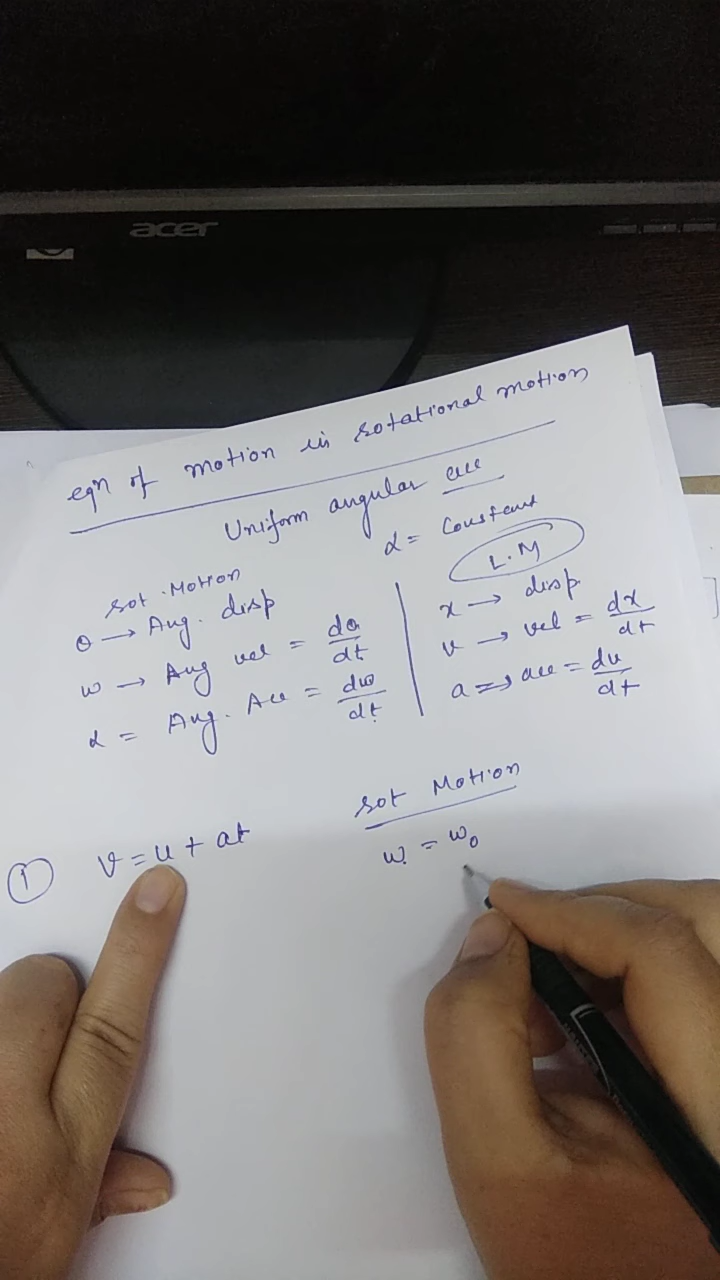 acer
eqn of motion in rotational motion
Uniform angular acc
α = Constant
rot. Motion
L.M
θ → Ang. disp
x → disp
ω → Ang vel = dθ/dt
v → vel = dx/dt
α = Ang. Acc = dω/dt
a => acc = dv/dt
① v = u + at
rot Motion
ω = ω₀